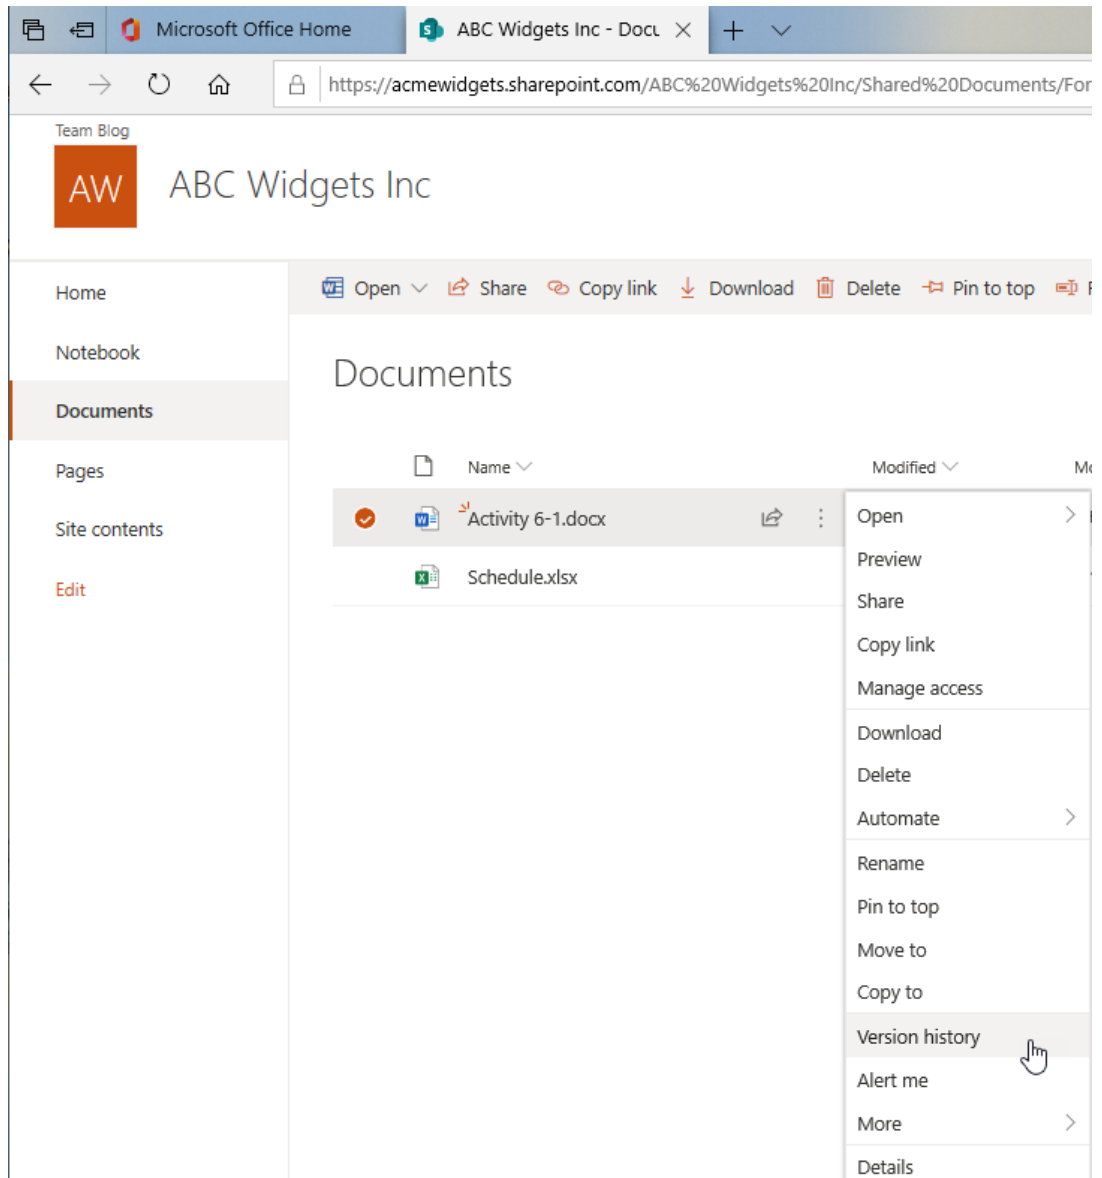 Microsoft Office Home
ABC Widgets Inc - Docu
https://acmewidgets.sharepoint.com/ABC%20Widgets%20Inc/Shared%20Documents/For
Team Blog
AW
ABC Widgets Inc
Home
Notebook
Documents
Pages
Site contents
Edit
Open Share Copy link Download Delete Pin to top
Documents
Name Modified Mo
Activity 6-1.docx
Schedule.xlsx
Open
Preview
Share
Copy link
Manage access
Download
Delete
Automate
Rename
Pin to top
Move to
Copy to
Version history
Alert me
More
Details